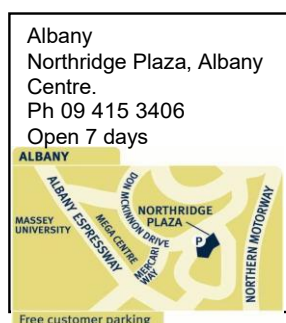 Albany
Northridge Plaza, Albany
Centre.
Ph 09 415 3406
Open 7 days
ALBANY
DON MCKINNON DRIVE
ALBANY EXPRESSWAY
MEGA CENTRE
MERCARI
WAY
NORTHRIDGE
PLAZA
P
MASSEY
UNIVERSITY
NORTHERN MOTORWAY
Free customer parking